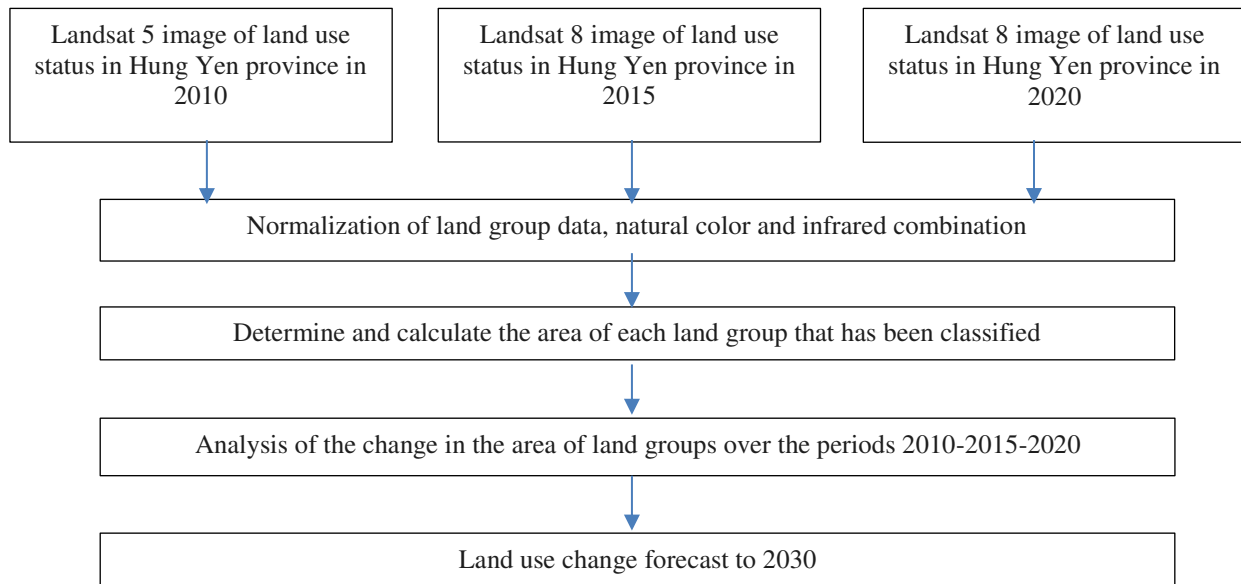 Landsat 5 image of land use
status in Hung Yen province in
2010
Landsat 8 image of land use
status in Hung Yen province in
2015
Landsat 8 image of land use
status in Hung Yen province in
2020
Normalization of land group data, natural color and infrared combination
Determine and calculate the area of each land group that has been classified
Analysis of the change in the area of land groups over the periods 2010-2015-2020
Land use change forecast to 2030